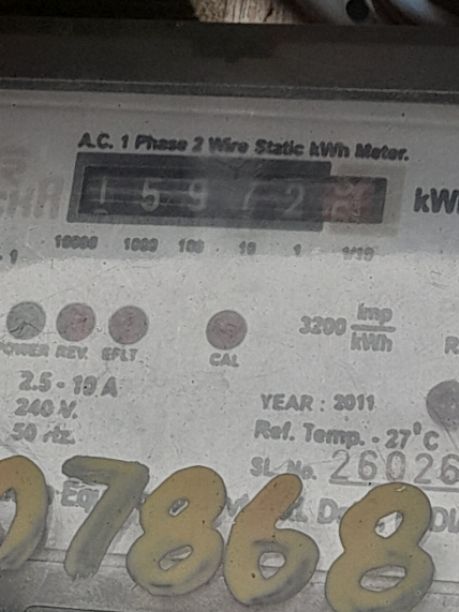 A.C. 1 Phase 2 Wire Static kWh Meter.
1 5 9 7 2
10000 1000 100 10 1 1/10
3200 Imp/kWh
POWER REV. EFLT CAL
2.5 - 10 A
240 V.
50 Hz.
YEAR : 2011
Ref. Temp. - 27°C
SL. No. 26026
7868